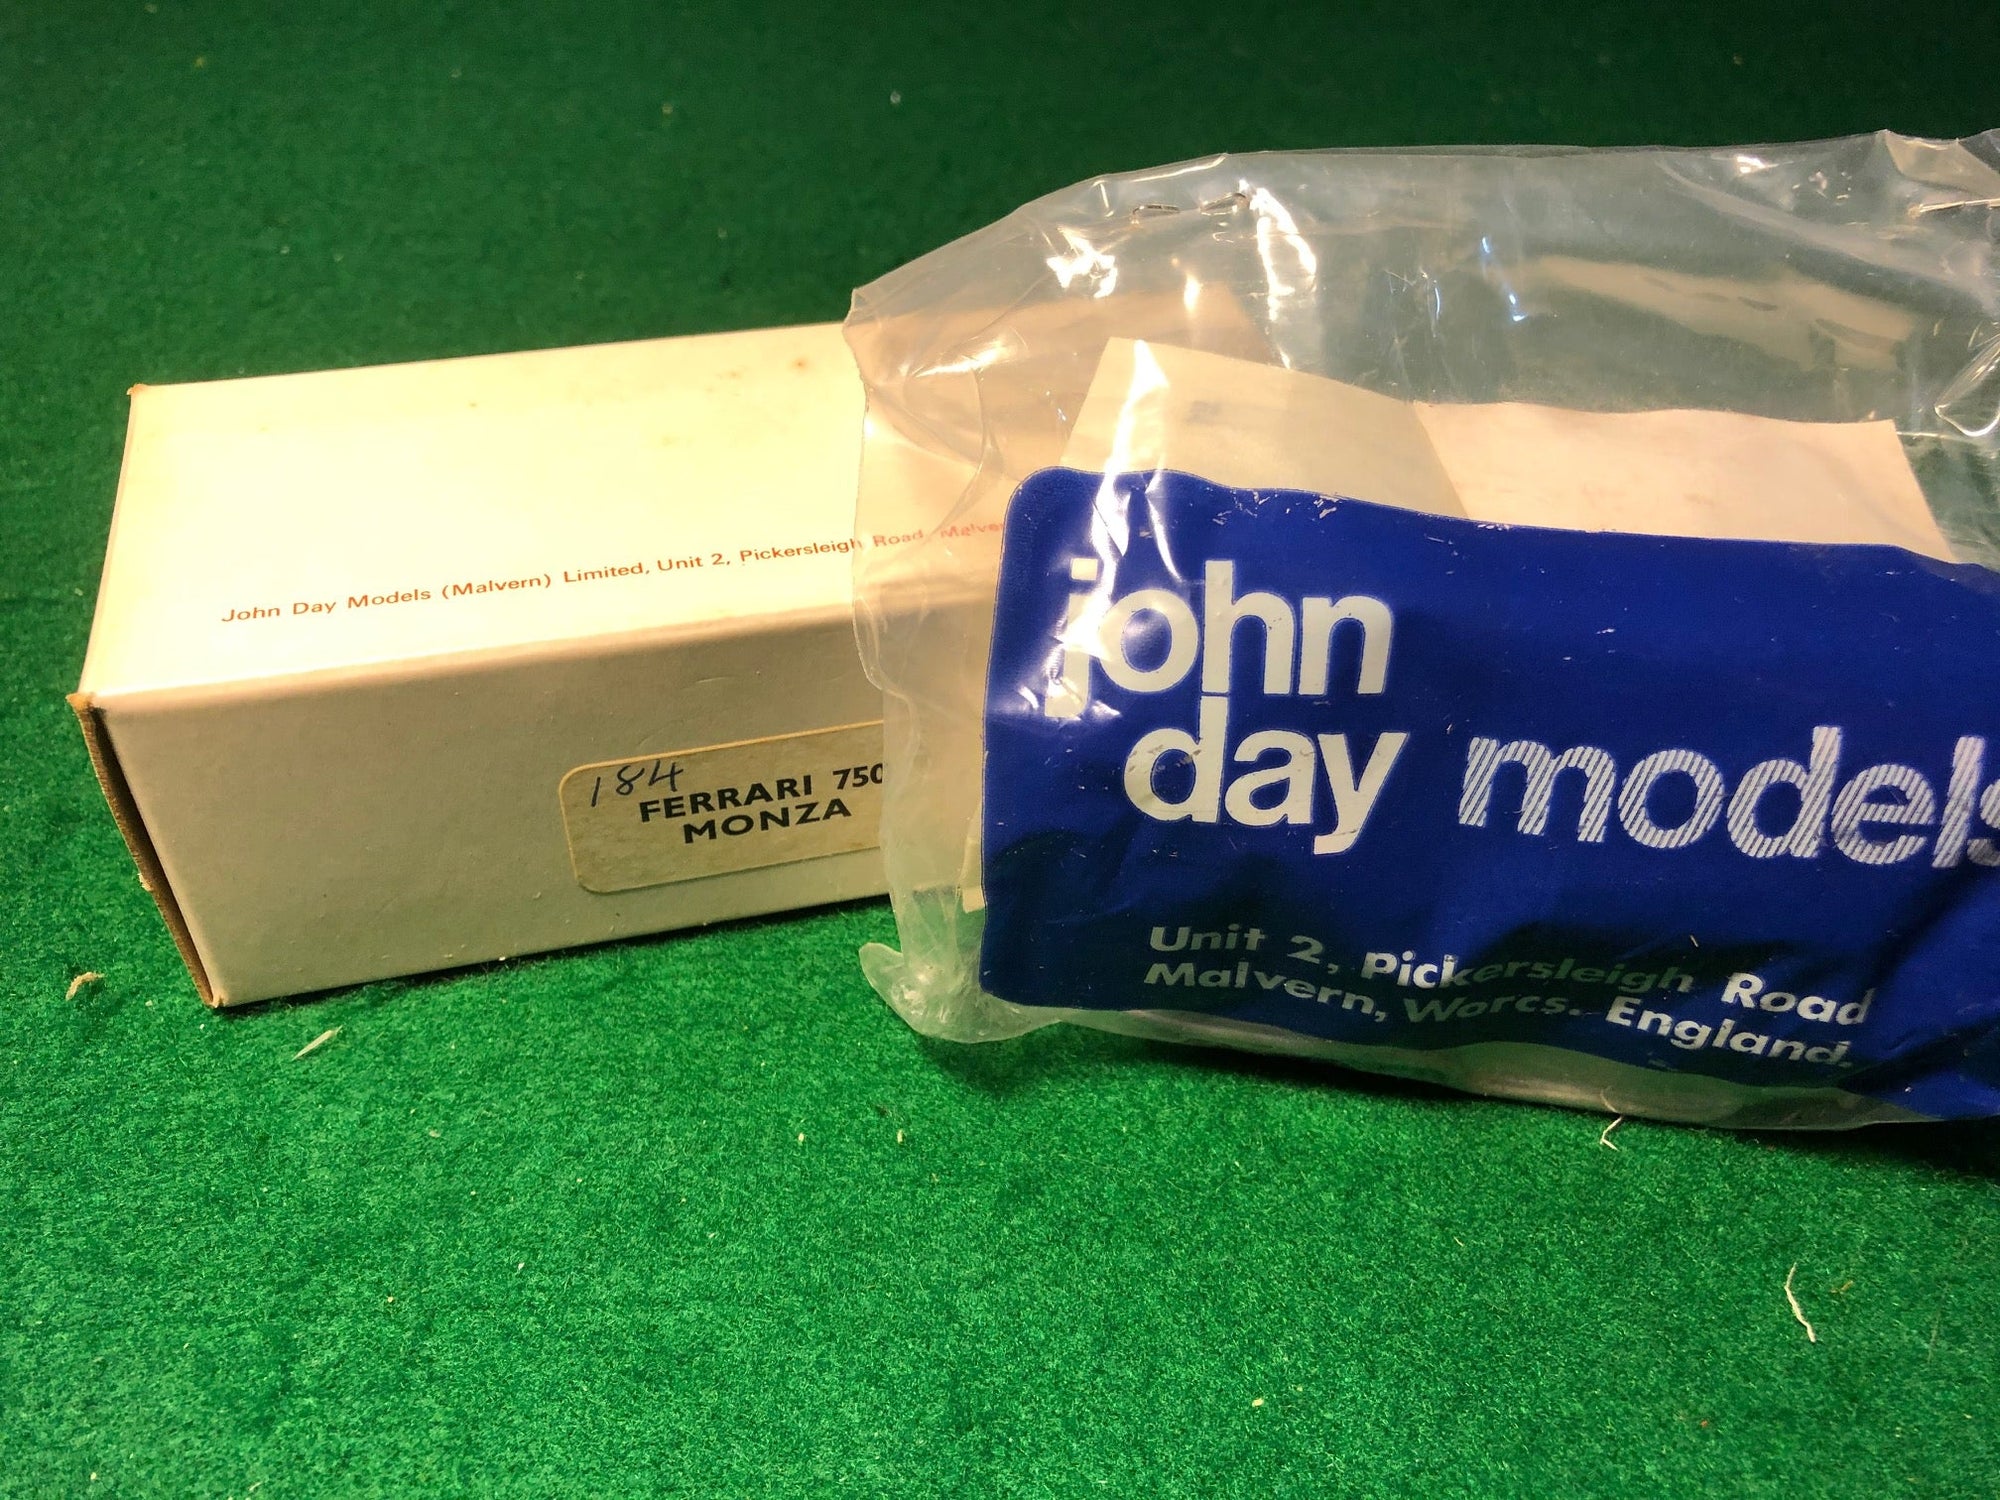 John Day Models (Malvern) Limited, Unit 2, Pickersleigh Road, Malvern
184
FERRARI 750
MONZA
john
day models
Unit 2, Pickersleigh Road
Malvern, Worcs. England.